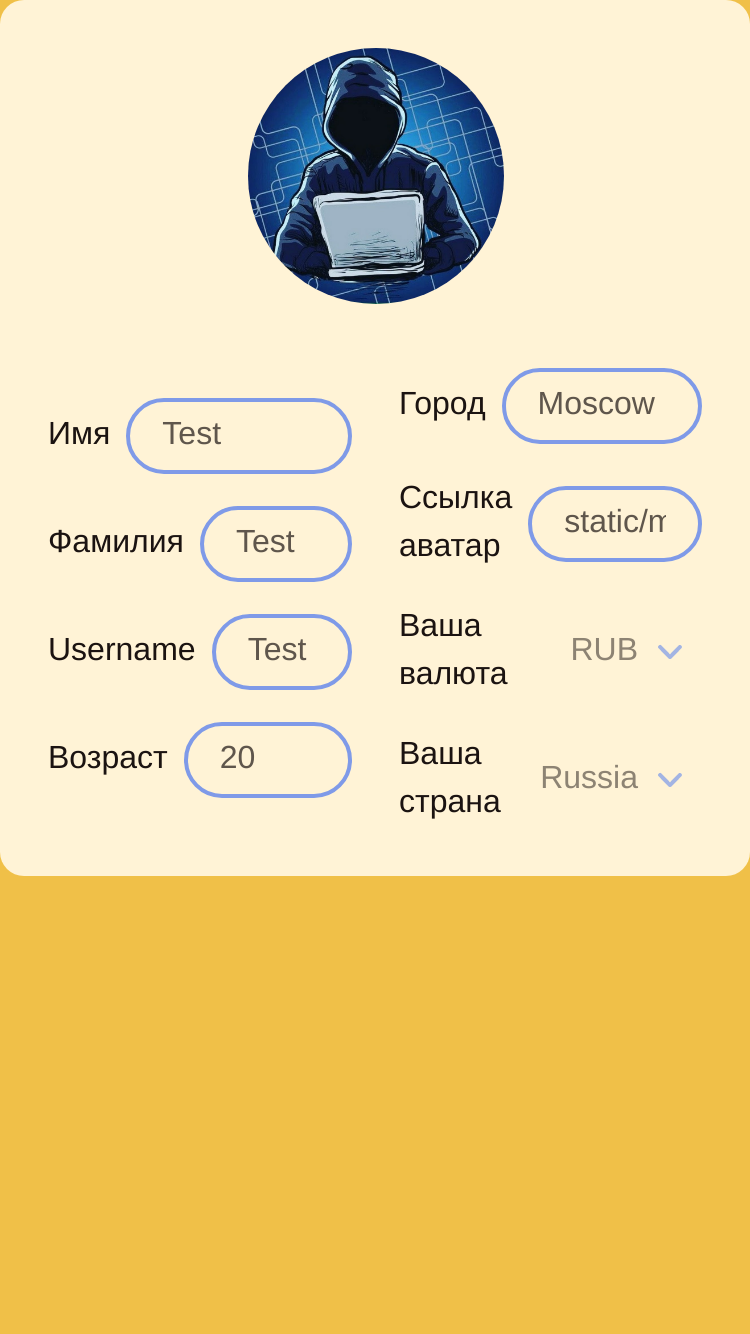 Имя Test
Фамилия Test
Username Test
Возраст 20
Город Moscow
Ссылка
аватар static/m
Ваша
валюта RUB
Ваша
страна Russia